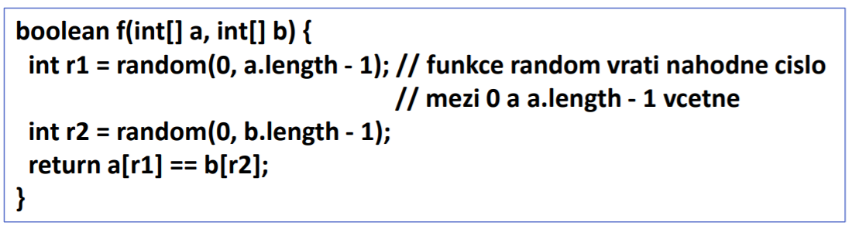 boolean f(int[] a, int[] b) {
int r1 = random(0, a.length - 1); // funkce random vrati nahodne cislo
// mezi 0 a a.length - 1 vcetne
int r2 = random(0, b.length - 1);
return a[r1] == b[r2];
}